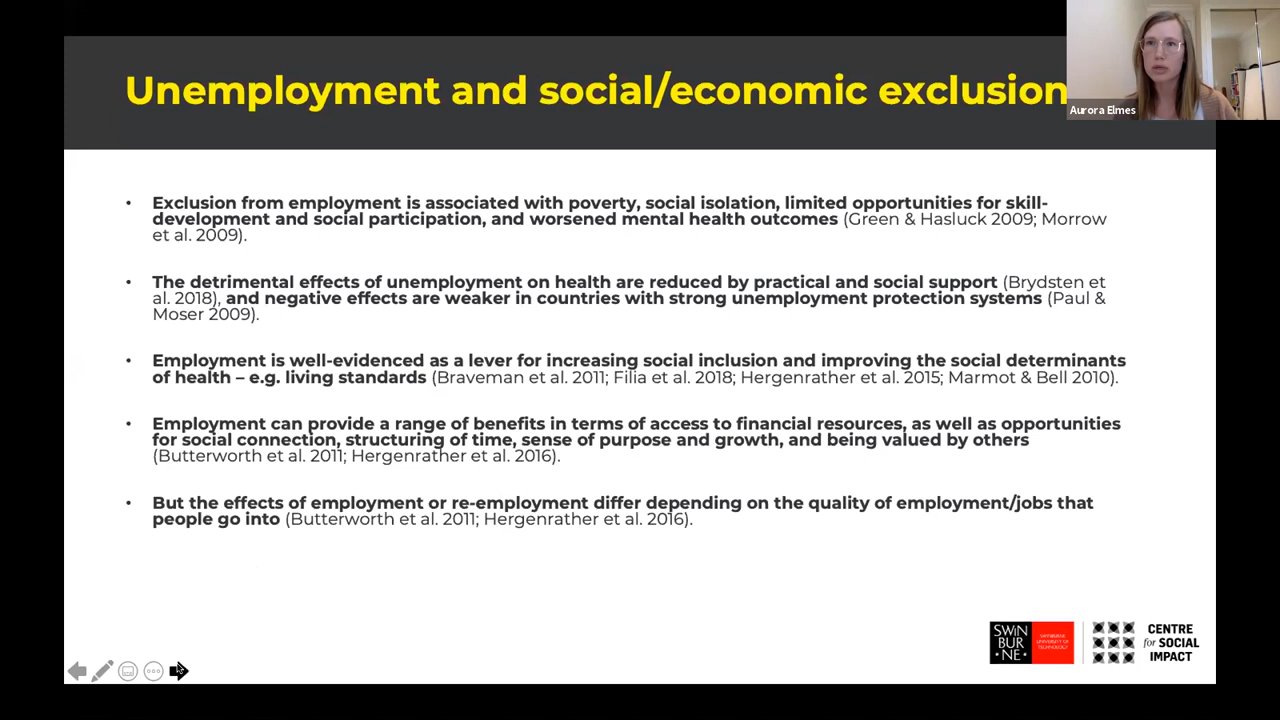 Unemployment and social/economic exclusion
Aurora Elmes
• Exclusion from employment is associated with poverty, social isolation, limited opportunities for skill-
development and social participation, and worsened mental health outcomes (Green & Hasluck 2009; Morrow
et al. 2009).
• The detrimental effects of unemployment on health are reduced by practical and social support (Brydsten et
al. 2018), and negative effects are weaker in countries with strong unemployment protection systems (Paul &
Moser 2009).
• Employment is well-evidenced as a lever for increasing social inclusion and improving the social determinants
of health – e.g. living standards (Braveman et al. 2011; Filia et al. 2018; Hergenrather et al. 2015; Marmot & Bell 2010).
• Employment can provide a range of benefits in terms of access to financial resources, as well as opportunities
for social connection, structuring of time, sense of purpose and growth, and being valued by others
(Butterworth et al. 2011; Hergenrather et al. 2016).
• But the effects of employment or re-employment differ depending on the quality of employment/jobs that
people go into (Butterworth et al. 2011; Hergenrather et al. 2016).
SWIN
BUR
NE
SWINBURNE
UNIVERSITY OF
TECHNOLOGY
CENTRE
for SOCIAL
IMPACT